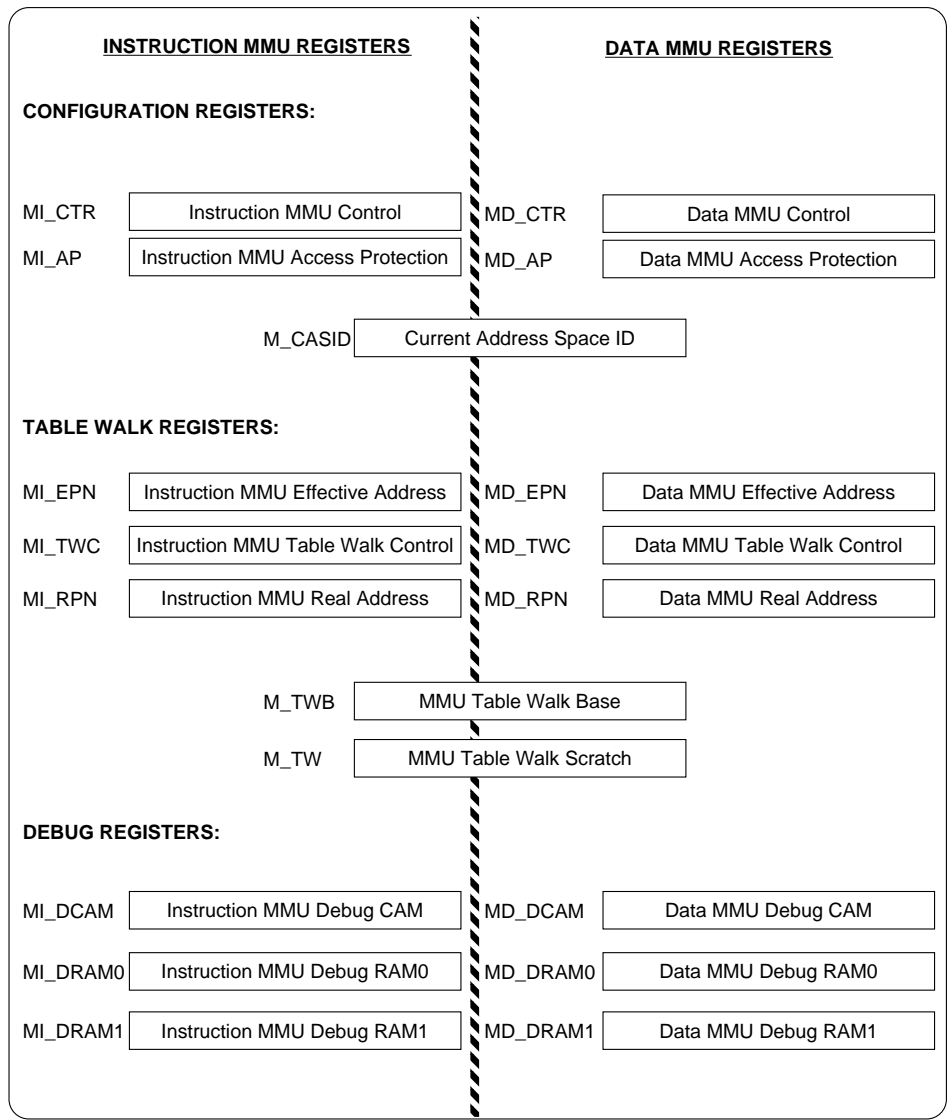 INSTRUCTION MMU REGISTERS DATA MMU REGISTERS
CONFIGURATION REGISTERS:
MI_CTR Instruction MMU Control MD_CTR Data MMU Control
MI_AP Instruction MMU Access Protection MD_AP Data MMU Access Protection
M_CASID Current Address Space ID
TABLE WALK REGISTERS:
MI_EPN Instruction MMU Effective Address MD_EPN Data MMU Effective Address
MI_TWC Instruction MMU Table Walk Control MD_TWC Data MMU Table Walk Control
MI_RPN Instruction MMU Real Address MD_RPN Data MMU Real Address
M_TWB MMU Table Walk Base
M_TW MMU Table Walk Scratch
DEBUG REGISTERS:
MI_DCAM Instruction MMU Debug CAM MD_DCAM Data MMU Debug CAM
MI_DRAM0 Instruction MMU Debug RAM0 MD_DRAM0 Data MMU Debug RAM0
MI_DRAM1 Instruction MMU Debug RAM1 MD_DRAM1 Data MMU Debug RAM1